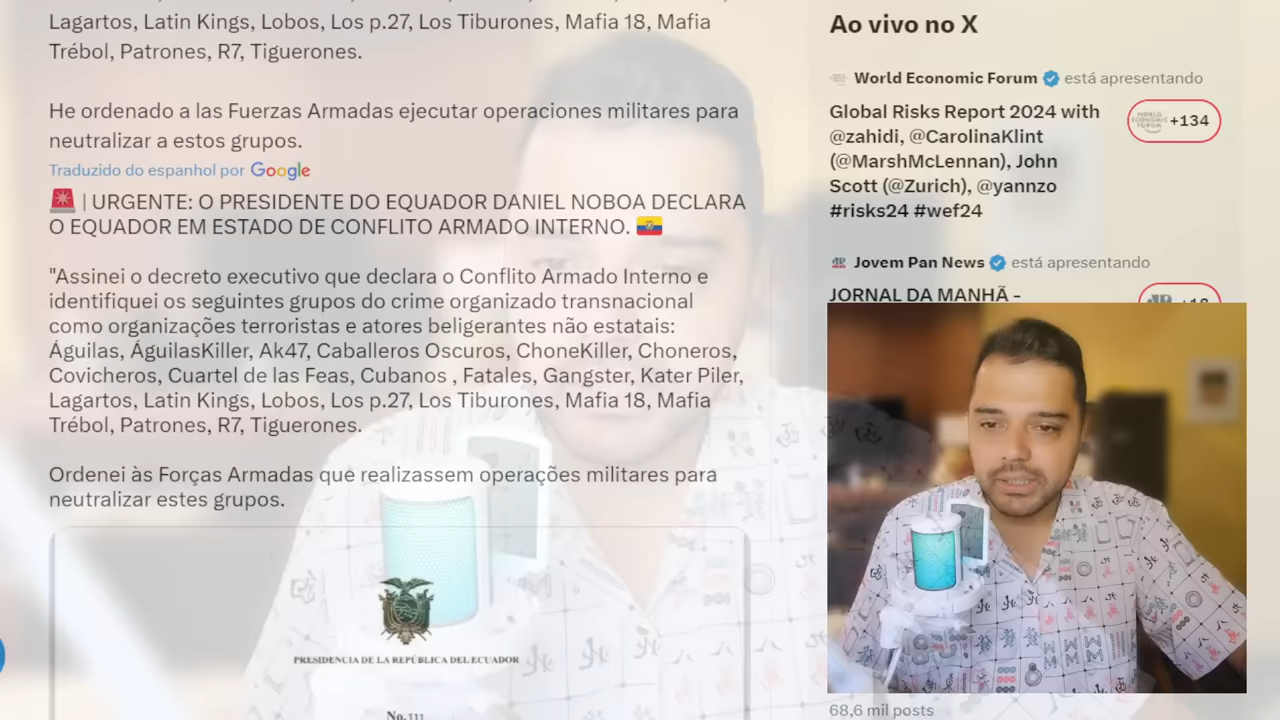 Lagartos, Latin Kings, Lobos, Los p.27, Los Tiburones, Mafia 18, Mafia
Trébol, Patrones, R7, Tiguerones.
He ordenado a las Fuerzas Armadas ejecutar operaciones militares para
neutralizar a estos grupos.
Traduzido do espanhol por Google
| URGENTE: O PRESIDENTE DO EQUADOR DANIEL NOBOA DECLARA
O EQUADOR EM ESTADO DE CONFLITO ARMADO INTERNO.
"Assinei o decreto executivo que declara o Conflito Armado Interno e
identifiquei os seguintes grupos do crime organizado transnacional
como organizações terroristas e atores beligerantes não estatais:
Águilas, ÁguilasKiller, Ak47, Caballeros Oscuros, ChoneKiller, Choneros,
Covicheros, Cuartel de las Feas, Cubanos , Fatales, Gangster, Kater Piler,
Lagartos, Latin Kings, Lobos, Los p.27, Los Tiburones, Mafia 18, Mafia
Trébol, Patrones, R7, Tiguerones.
Ordenei às Forças Armadas que realizassem operações militares para
neutralizar estes grupos.
PRESIDENCIA DE LA REPÚBLICA DEL ECUADOR
No. 111
Ao vivo no X
World Economic Forum está apresentando
Global Risks Report 2024 with
@zahidi, @CarolinaKlint
(@MarshMcLennan), John
Scott (@Zurich), @yannzo
#risks24 #wef24
WORLD
ECONOMIC
FORUM
+134
Jovem Pan News está apresentando
JORNAL DA MANHÃ -
68,6 mil posts